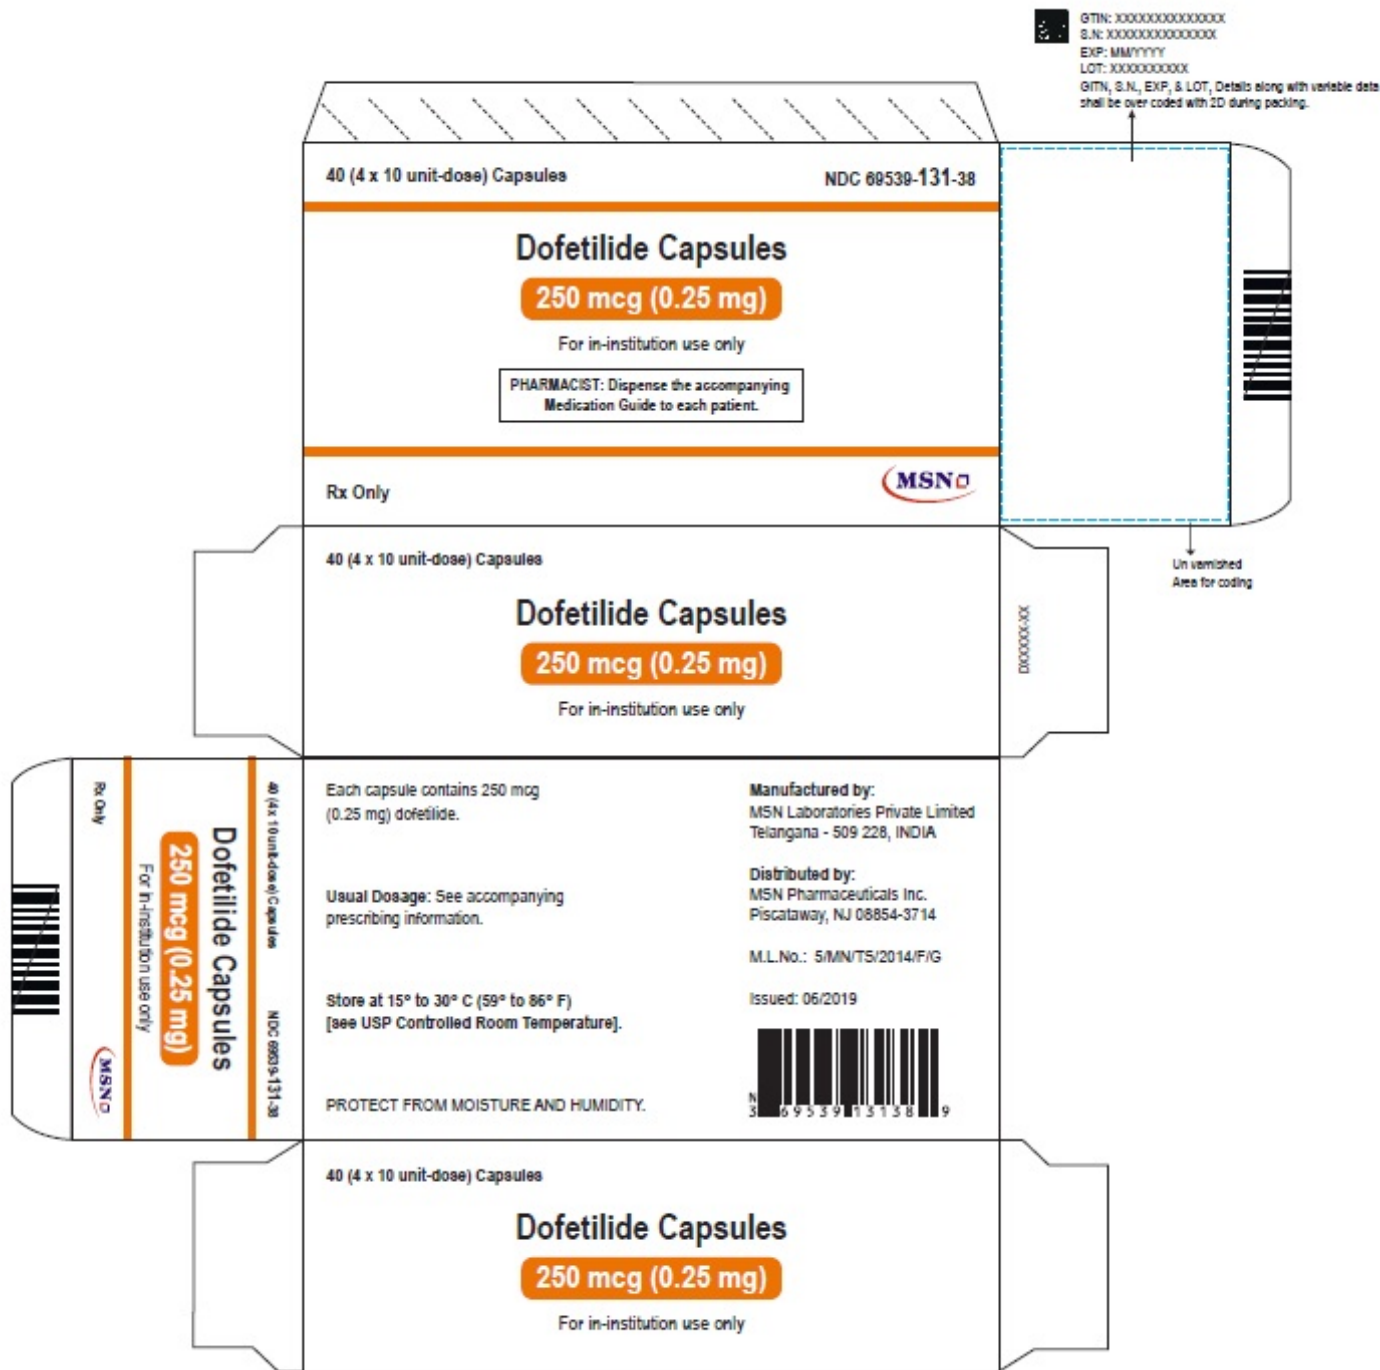 GTIN: XXXXXXXXXXXXXX
S.N: XXXXXXXXXXXXXX
EXP: MM/YYYY
LOT: XXXXXXXXXX
GITN, S.N., EXP, & LOT, Details along with variable data
shall be over coded with 2D during packing.
40 (4 x 10 unit-dose) Capsules
NDC 69539-131-38
Dofetilide Capsules
250 mcg (0.25 mg)
For in-institution use only
PHARMACIST: Dispense the accompanying
Medication Guide to each patient.
Rx Only
MSN
Un varnished
Area for coding
40 (4 x 10 unit-dose) Capsules
Dofetilide Capsules
250 mcg (0.25 mg)
For in-institution use only
XX-XXXXXX
40 (4 x 10 unit-dose) Capsules
NDC 69539-131-38
Dofetilide Capsules
250 mcg (0.25 mg)
For in-institution use only
Rx Only
MSN
Each capsule contains 250 mcg
(0.25 mg) dofetilide.
Usual Dosage: See accompanying
prescribing information.
Store at 15° to 30° C (59° to 86° F)
[see USP Controlled Room Temperature].
PROTECT FROM MOISTURE AND HUMIDITY.
Manufactured by:
MSN Laboratories Private Limited
Telangana - 509 228, INDIA
Distributed by:
MSN Pharmaceuticals Inc.
Piscataway, NJ 08854-3714
M.L.No.: 5/MN/TS/2014/F/G
Issued: 06/2019
N
3 69539 13138 9
40 (4 x 10 unit-dose) Capsules
Dofetilide Capsules
250 mcg (0.25 mg)
For in-institution use only